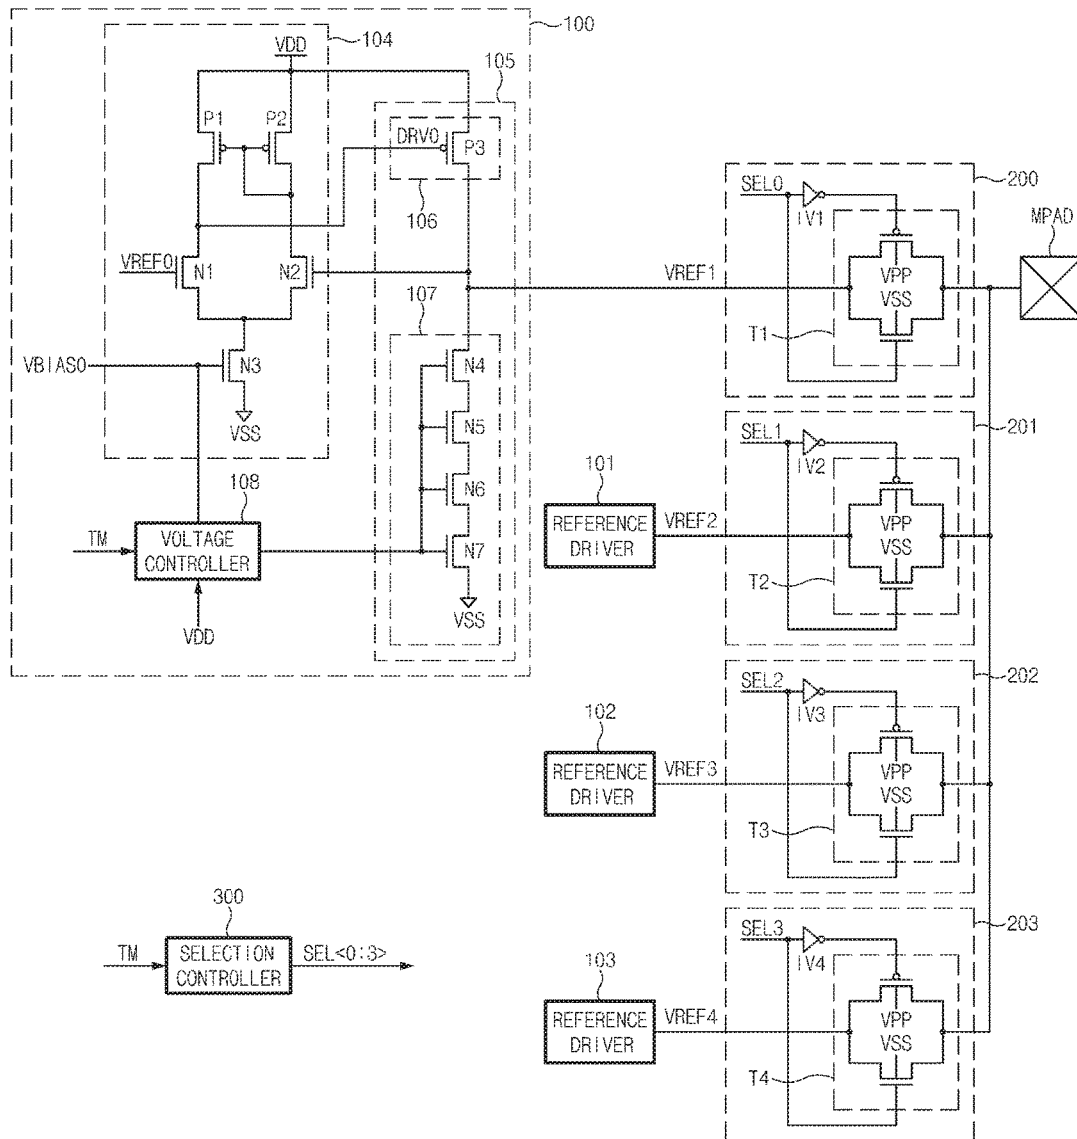 100
104
VDD
105
P1
P2
DRV0
P3
106
VREF0
N1
N2
107
VBIAS0
N3
VSS
N4
N5
N6
N7
VSS
108
TM
VOLTAGE
CONTROLLER
VDD
VREF1
200
SEL0
IV1
VPP
VSS
T1
MPAD
201
SEL1
IV2
VPP
VSS
T2
101
REFERENCE
DRIVER
VREF2
202
SEL2
IV3
VPP
VSS
T3
102
REFERENCE
DRIVER
VREF3
203
SEL3
IV4
VPP
VSS
T4
103
REFERENCE
DRIVER
VREF4
300
TM
SELECTION
CONTROLLER
SEL<0:3>